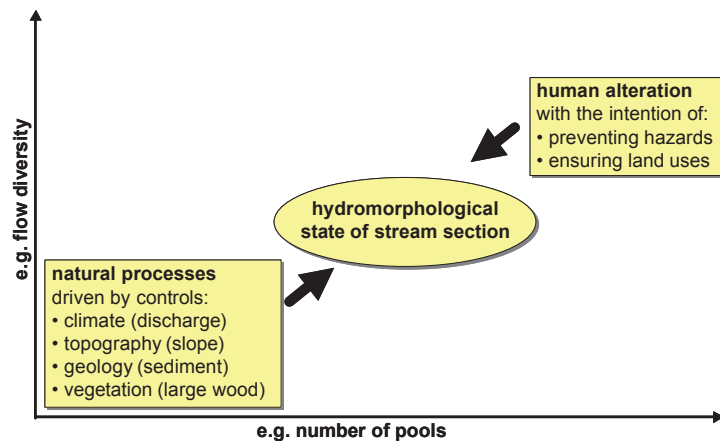 human alteration
with the intention of:
• preventing hazards
• ensuring land uses
hydromorphological
state of stream section
natural processes
driven by controls:
• climate (discharge)
• topography (slope)
• geology (sediment)
• vegetation (large wood)
e.g. flow diversity
e.g. number of pools